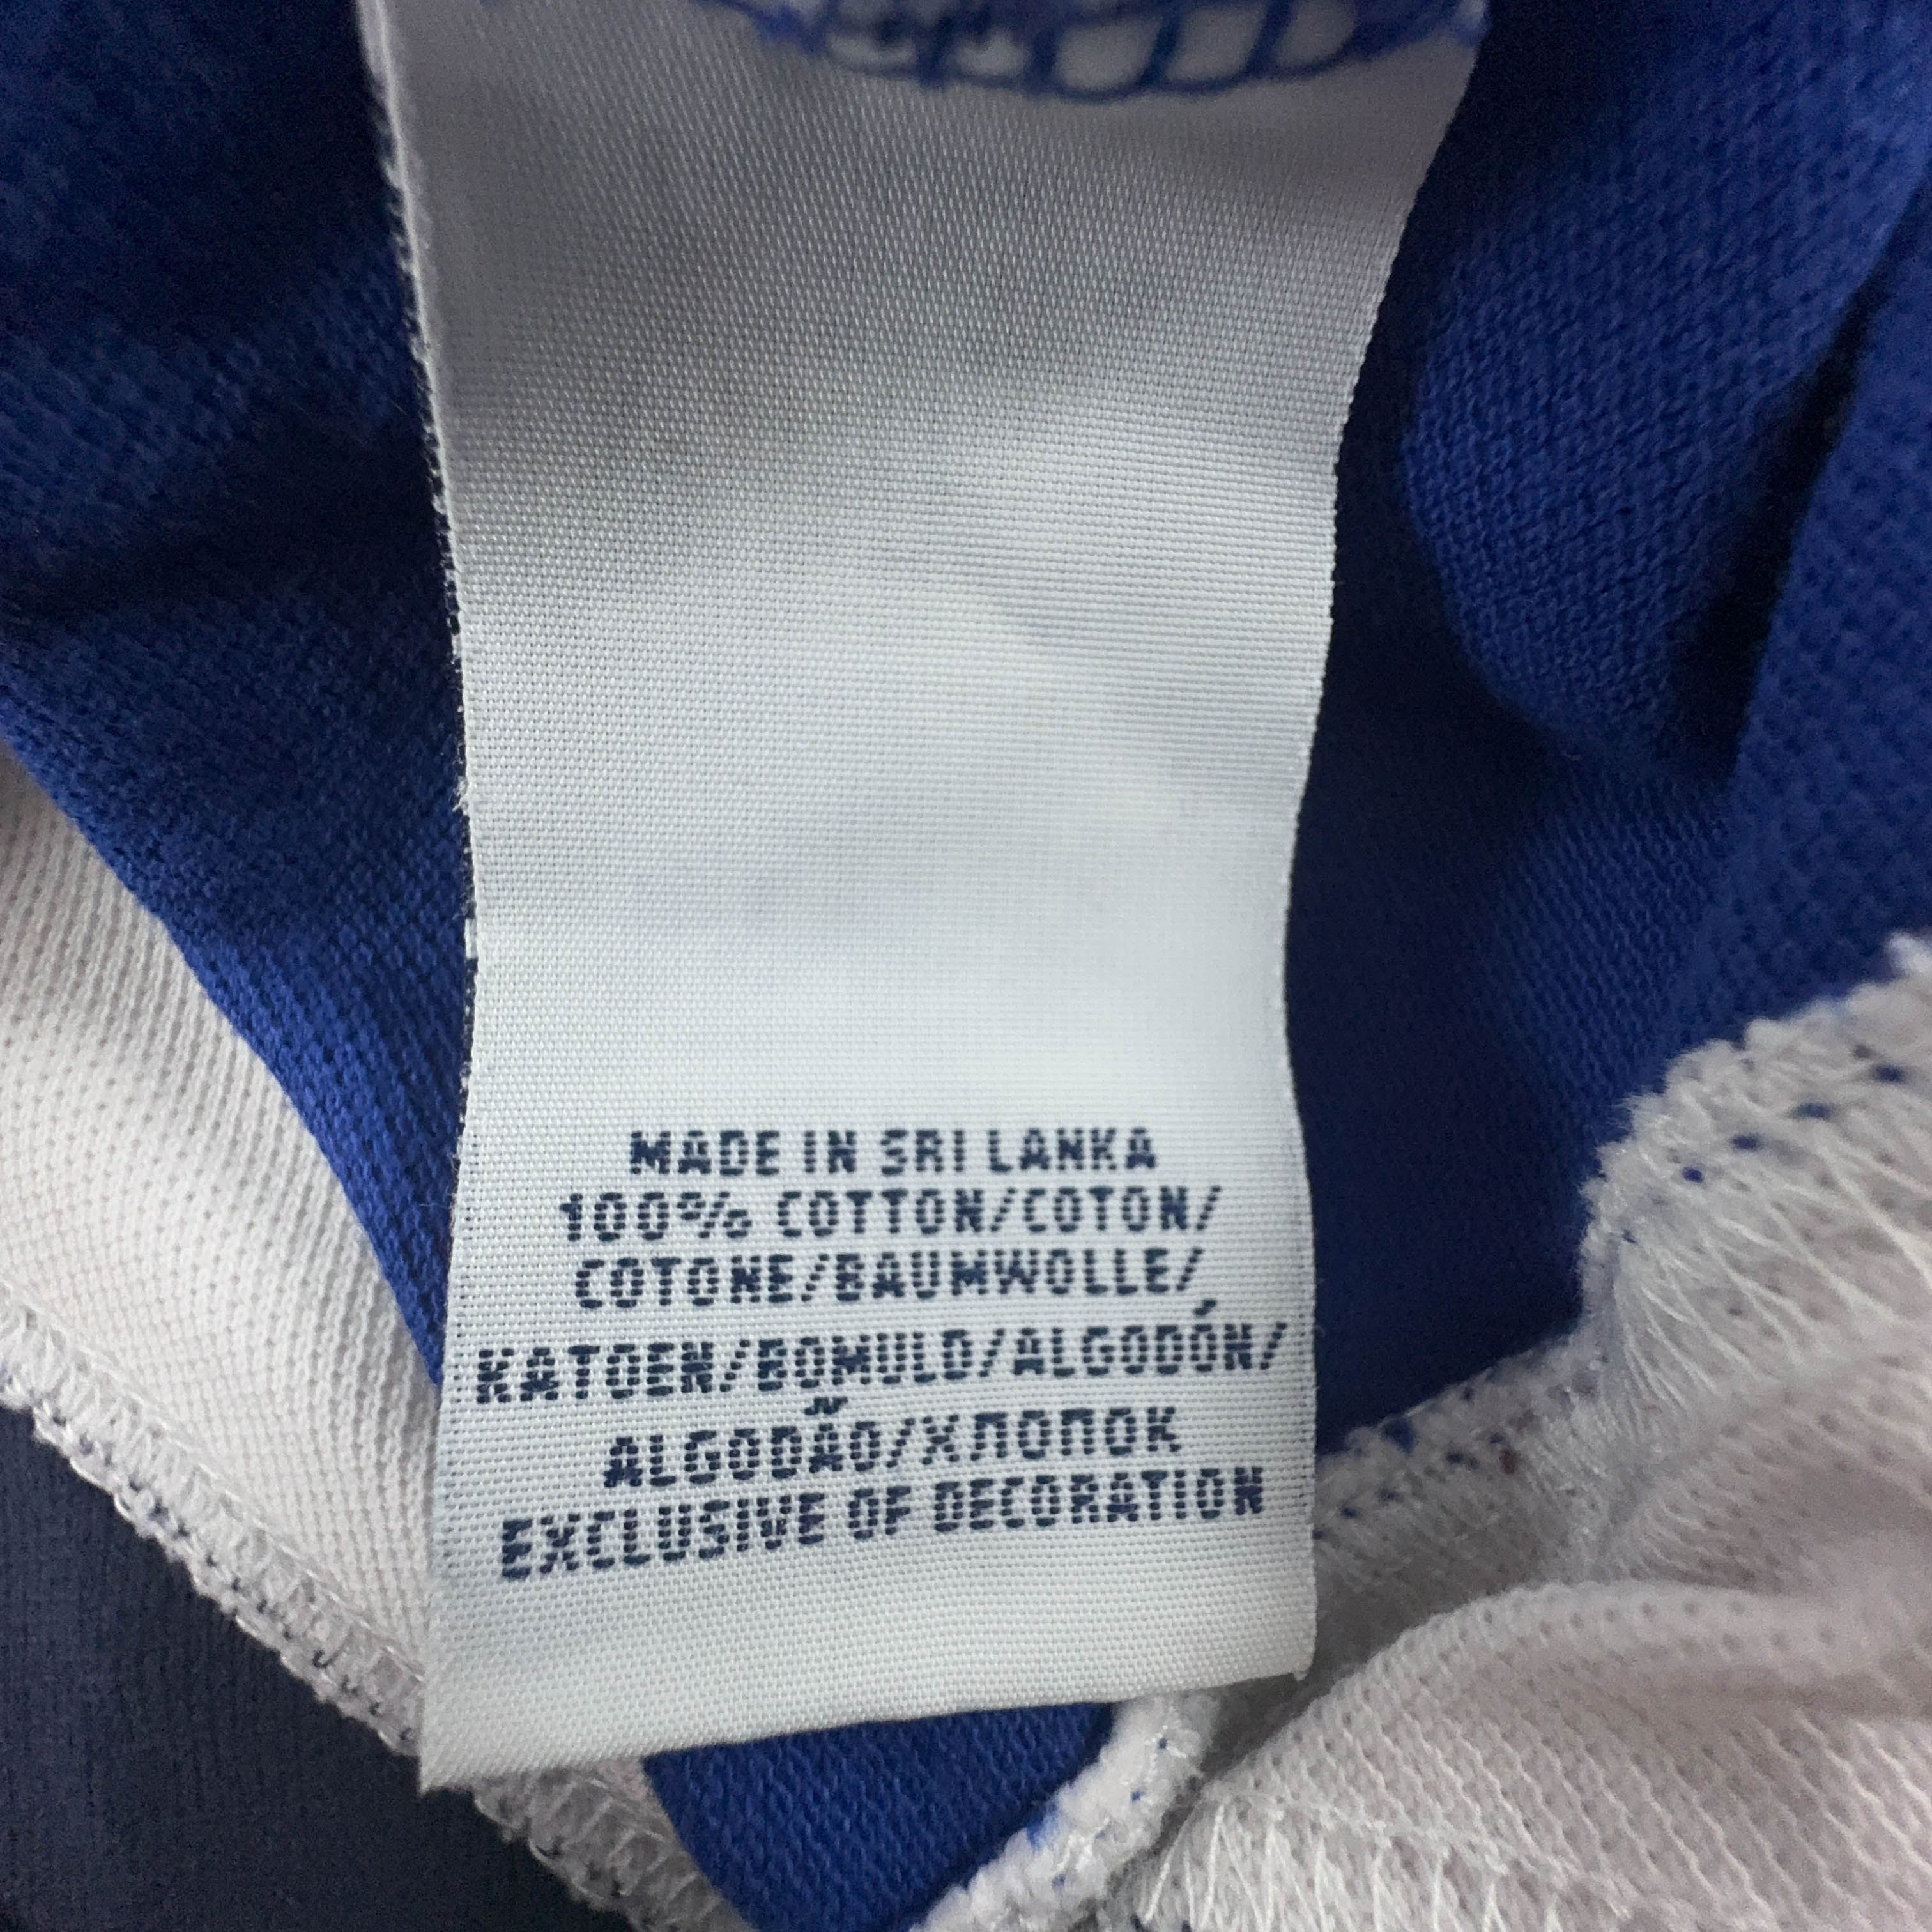 MADE IN SRI LANKA
100% COTTON/COTON/
COTONE/BAUMWOLLE/
KATOEN/BOMULD/ALGODÓN/
ALGODÃO/ХЛОПОК
EXCLUSIVE OF DECORATION